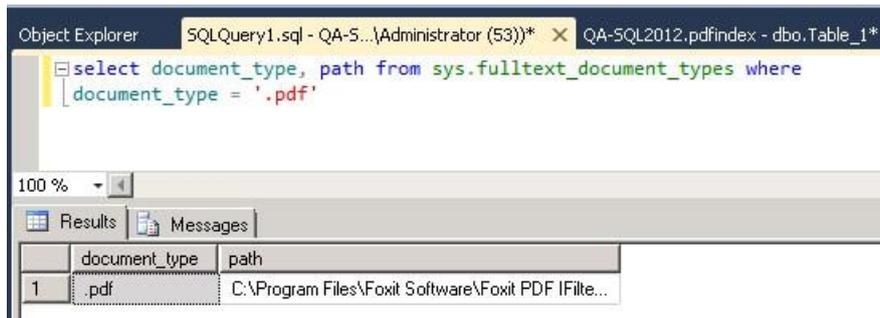 Object Explorer SQLQuery1.sql - QA-S...\Administrator (53))* QA-SQL2012.pdfindex - dbo.Table_1*
select document_type, path from sys.fulltext_document_types where
document_type = '.pdf'
100 %
Results Messages
document_type path
1 .pdf C:\Program Files\Foxit Software\Foxit PDF IFilte...